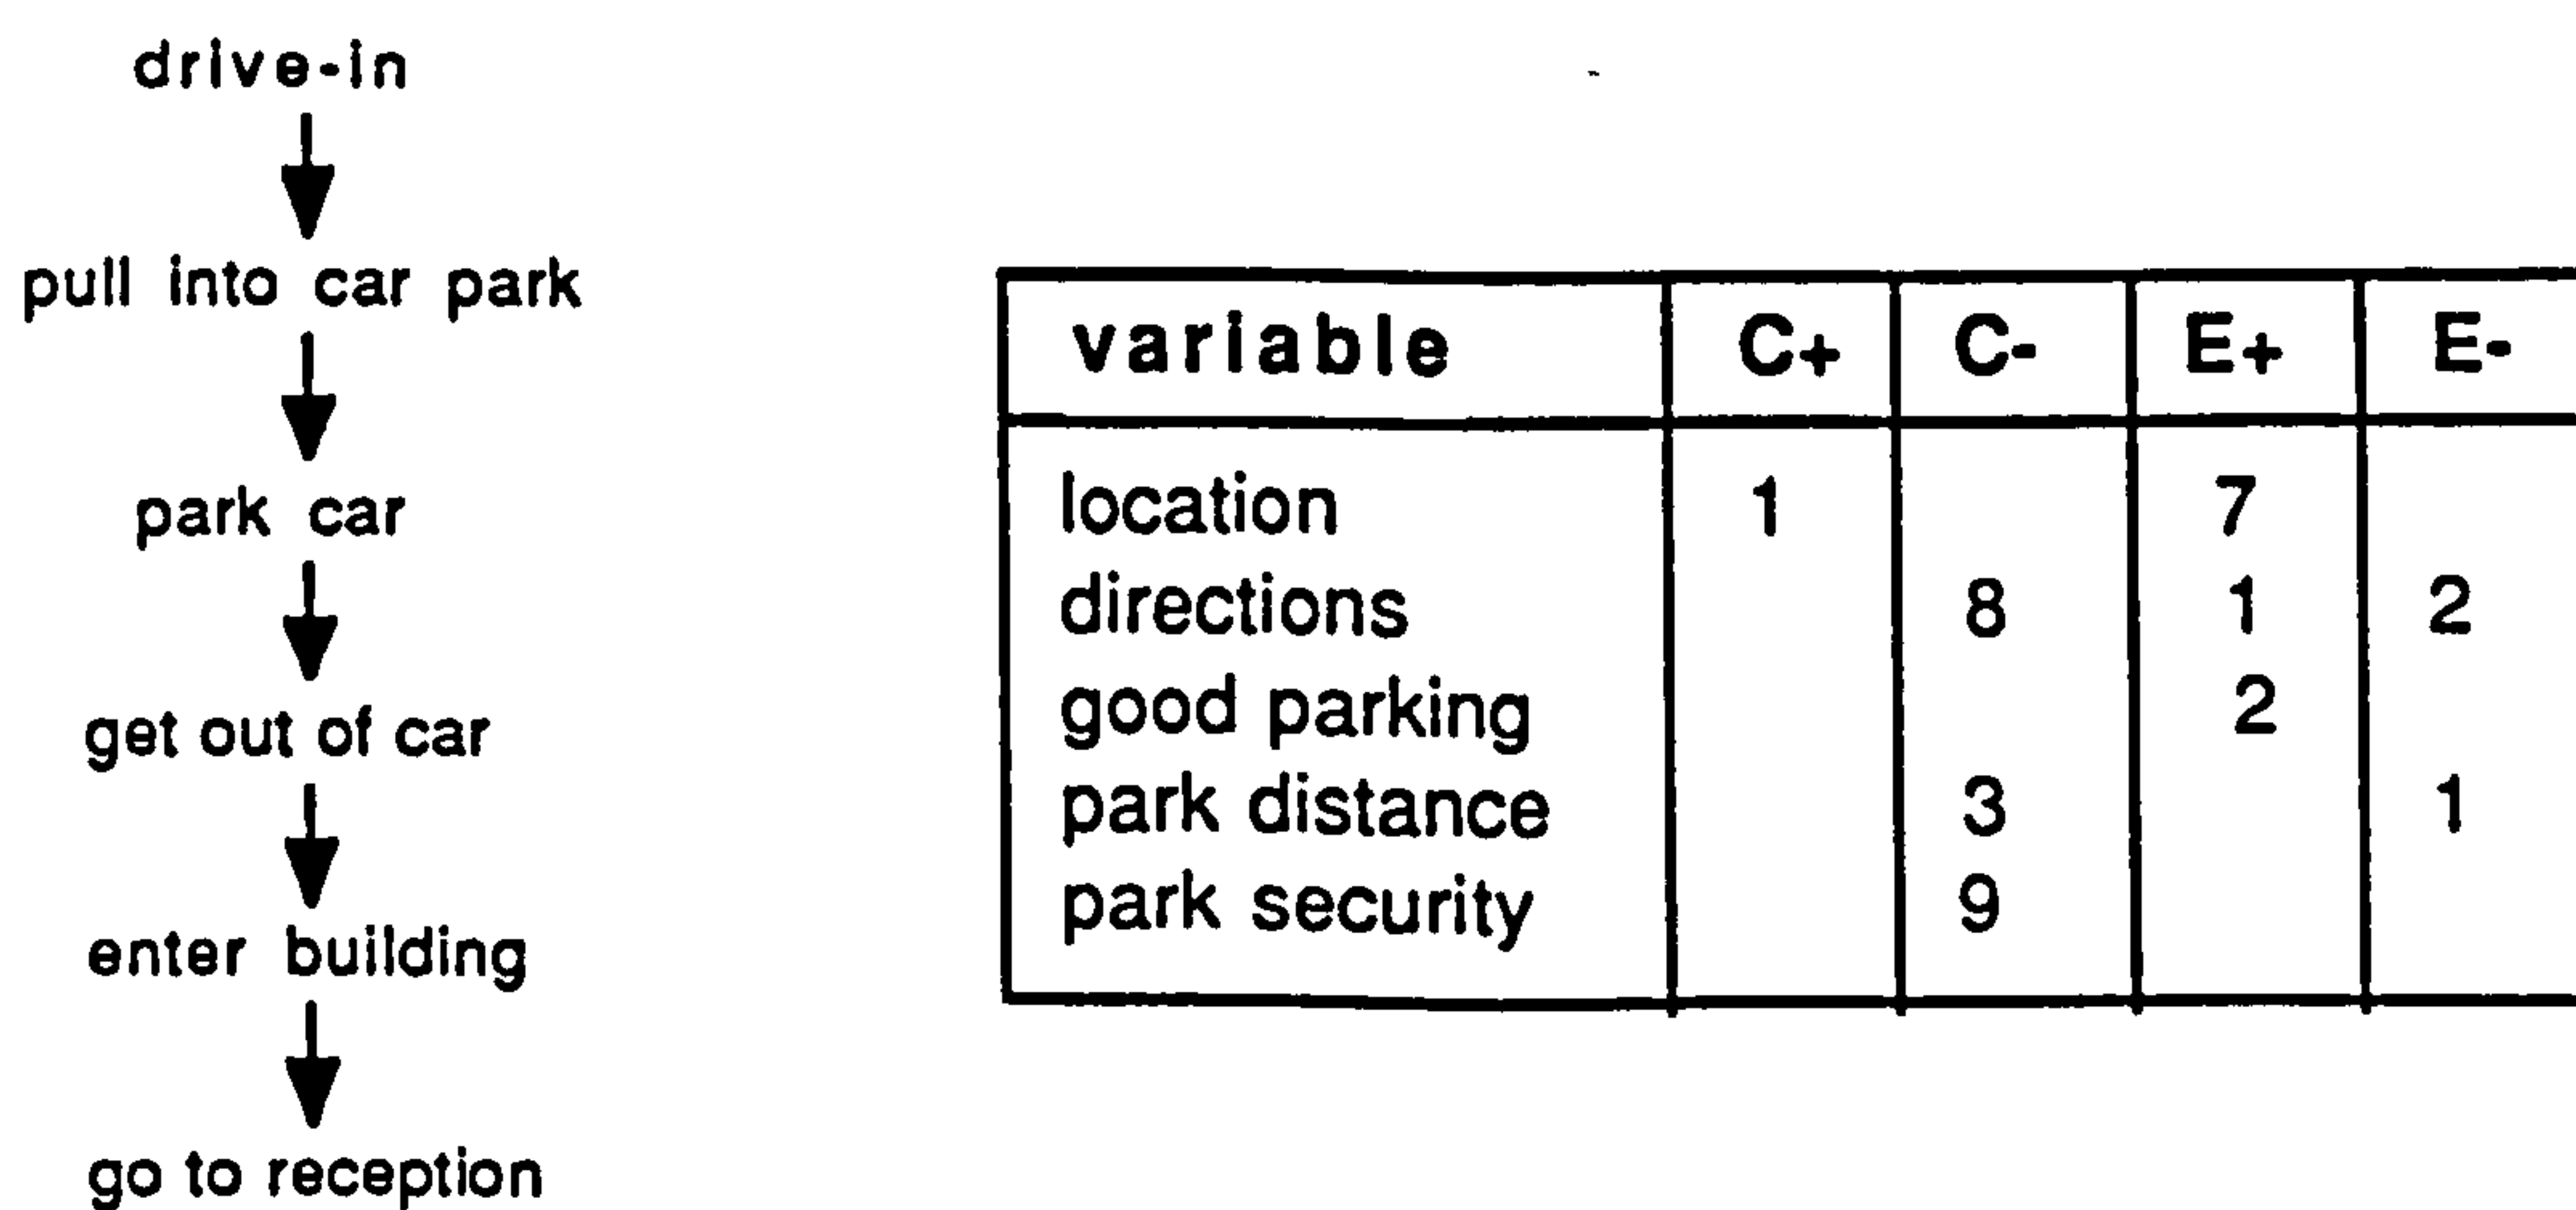 drive-in
pull into car park
park car
get out of car
enter building
go to reception
variable C+ C- E+ E-
location 1 7
directions 8 1 2
good parking 2
park distance 3 1
park security 9